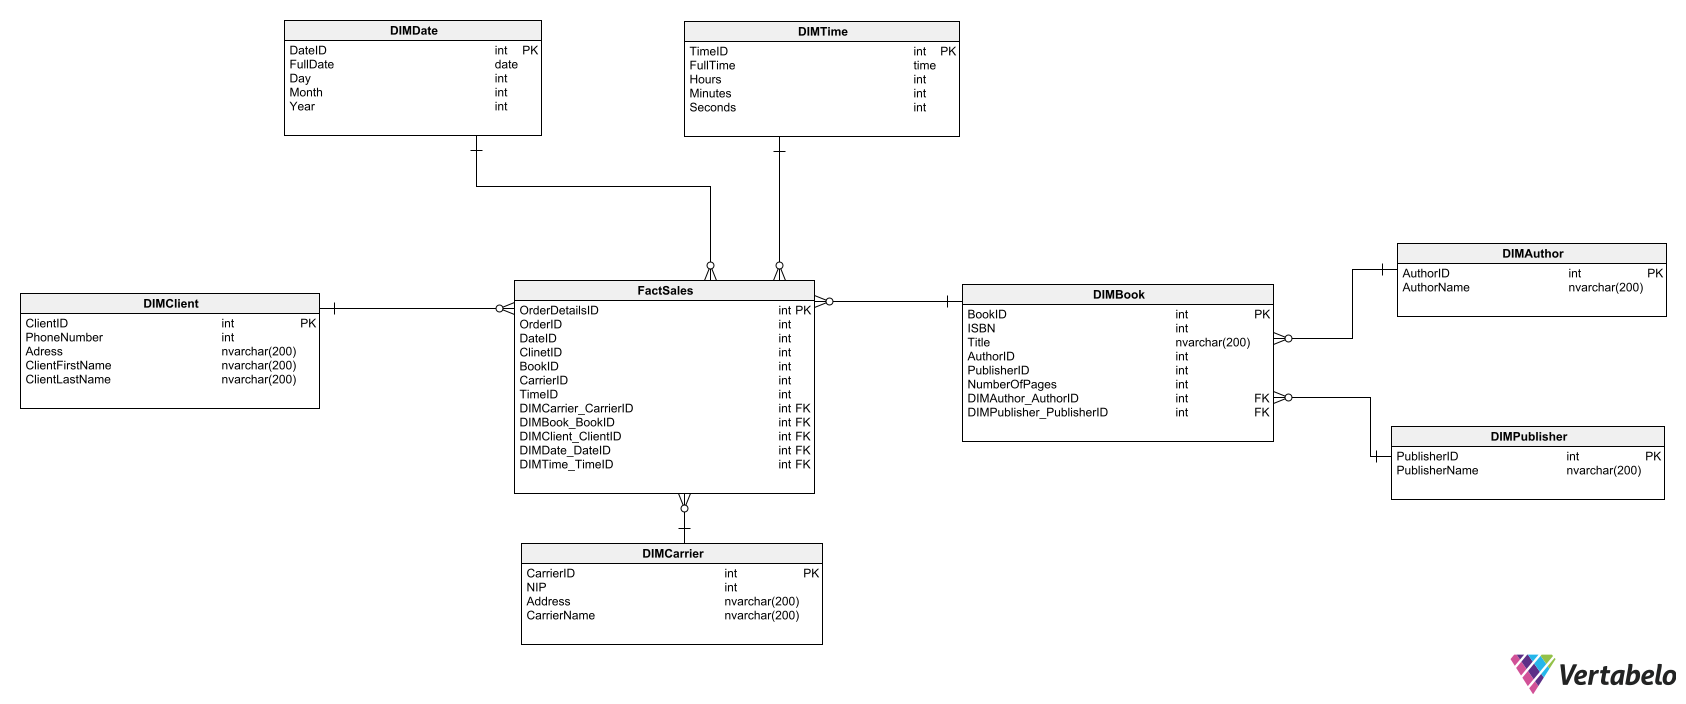 DIMDate
DateID int PK
FullDate date
Day int
Month int
Year int
DIMTime
TimeID int PK
FullTime time
Hours int
Minutes int
Seconds int
DIMClient
ClientID int PK
PhoneNumber int
Adress nvarchar(200)
ClientFirstName nvarchar(200)
ClientLastName nvarchar(200)
FactSales
OrderDetailsID int PK
OrderID int
DateID int
ClinetID int
BookID int
CarrierID int
TimeID int
DIMCarrier_CarrierID int FK
DIMBook_BookID int FK
DIMClient_ClientID int FK
DIMDate_DateID int FK
DIMTime_TimeID int FK
DIMBook
BookID int PK
ISBN int
Title nvarchar(200)
AuthorID int
PublisherID int
NumberOfPages int
DIMAuthor_AuthorID int FK
DIMPublisher_PublisherID int FK
DIMAuthor
AuthorID int PK
AuthorName nvarchar(200)
DIMPublisher
PublisherID int PK
PublisherName nvarchar(200)
DIMCarrier
CarrierID int PK
NIP int
Address nvarchar(200)
CarrierName nvarchar(200)
Vertabelo